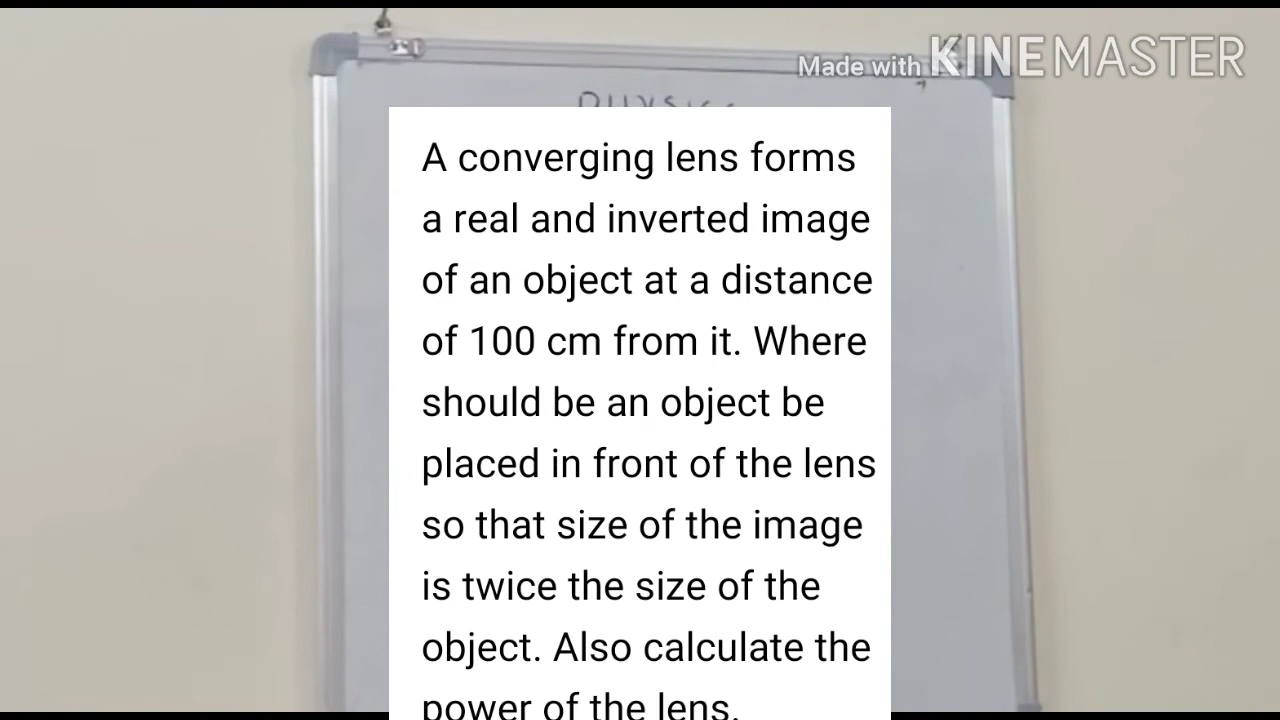 Made with KINEMASTER
A converging lens forms
a real and inverted image
of an object at a distance
of 100 cm from it. Where
should be an object be
placed in front of the lens
so that size of the image
is twice the size of the
object. Also calculate the
power of the lens.